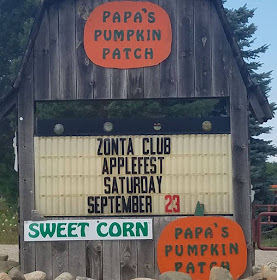 PAPA'S
PUMPKIN
PATCH
ZONTA CLUB
APPLEFEST
SATURDAY
SEPTEMBER 23
SWEET CORN
PAPA'S
PUMPKIN
PATCH